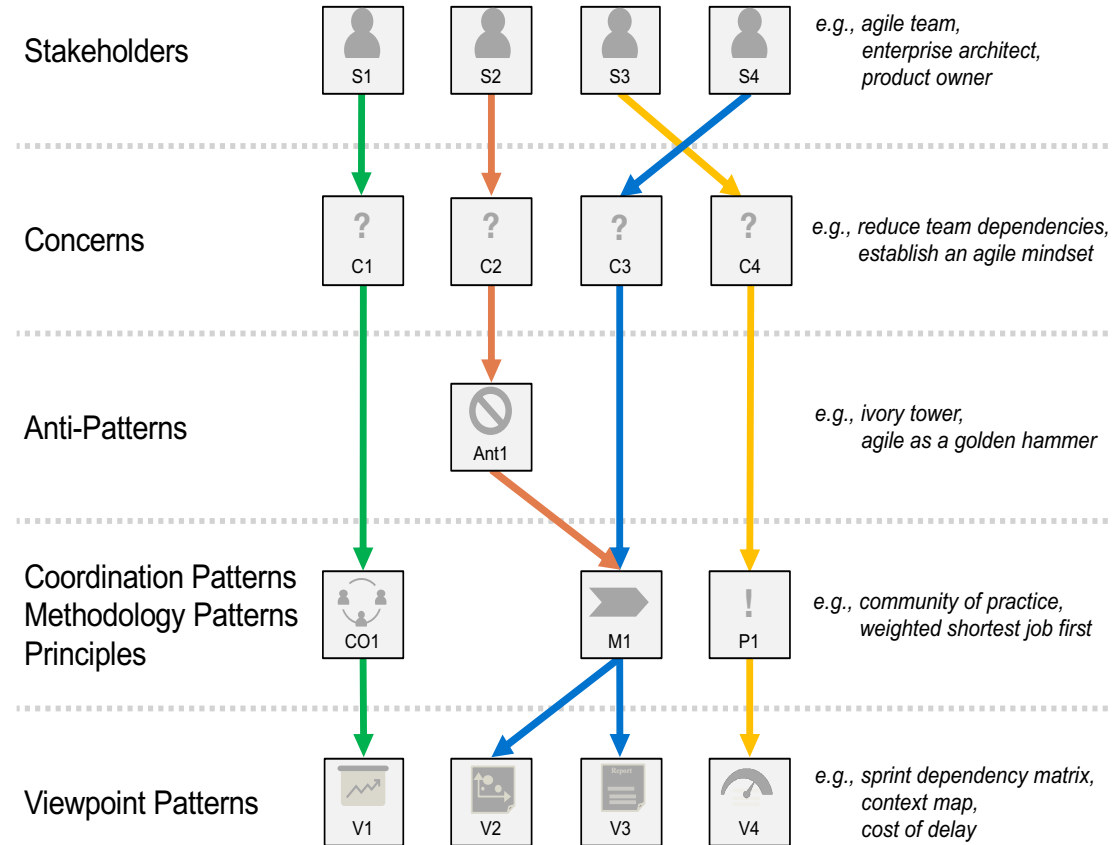 Stakeholders
S1
S2
S3
S4
e.g., agile team,
enterprise architect,
product owner
Concerns
?
C1
?
C2
?
C3
?
C4
e.g., reduce team dependencies,
establish an agile mindset
Anti-Patterns
Ant1
e.g., ivory tower,
agile as a golden hammer
Coordination Patterns
Methodology Patterns
Principles
CO1
M1
!
P1
e.g., community of practice,
weighted shortest job first
Viewpoint Patterns
V1
V2
Report
V3
V4
e.g., sprint dependency matrix,
context map,
cost of delay